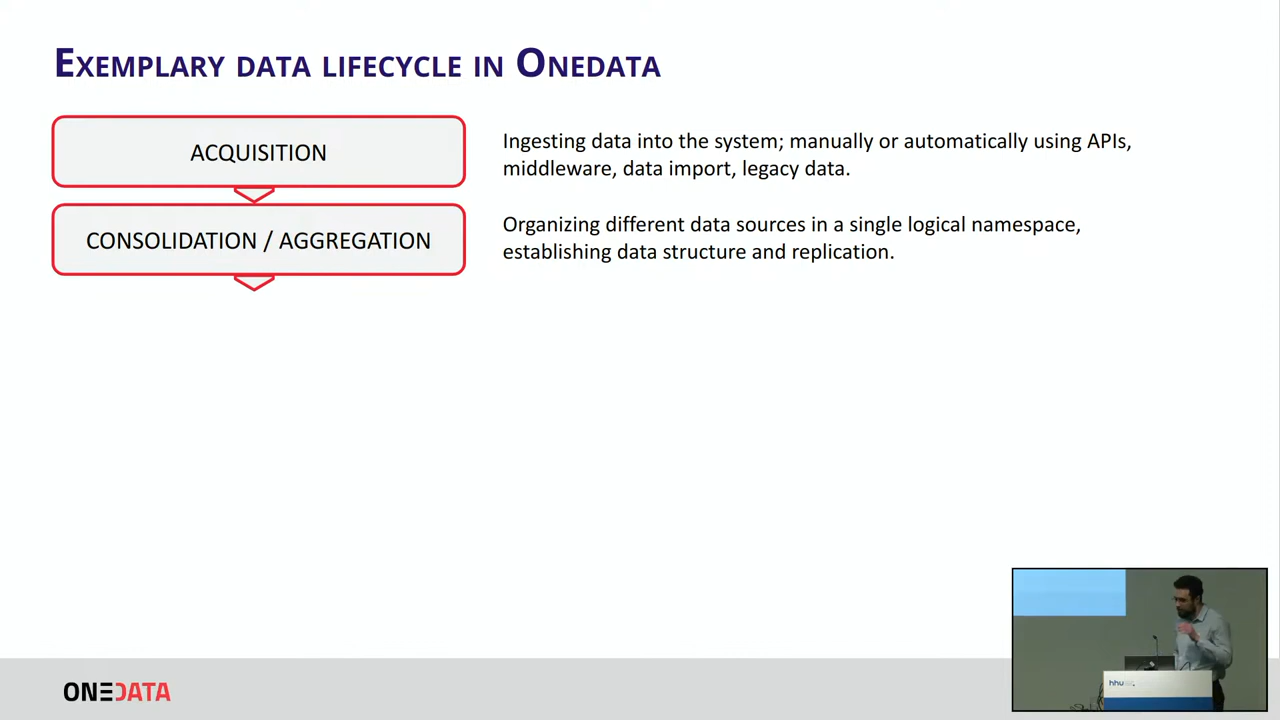 Exemplary data lifecycle in Onedata
ACQUISITION
Ingesting data into the system; manually or automatically using APIs,
middleware, data import, legacy data.
CONSOLIDATION / AGGREGATION
Organizing different data sources in a single logical namespace,
establishing data structure and replication.
ONEDATA
hhu